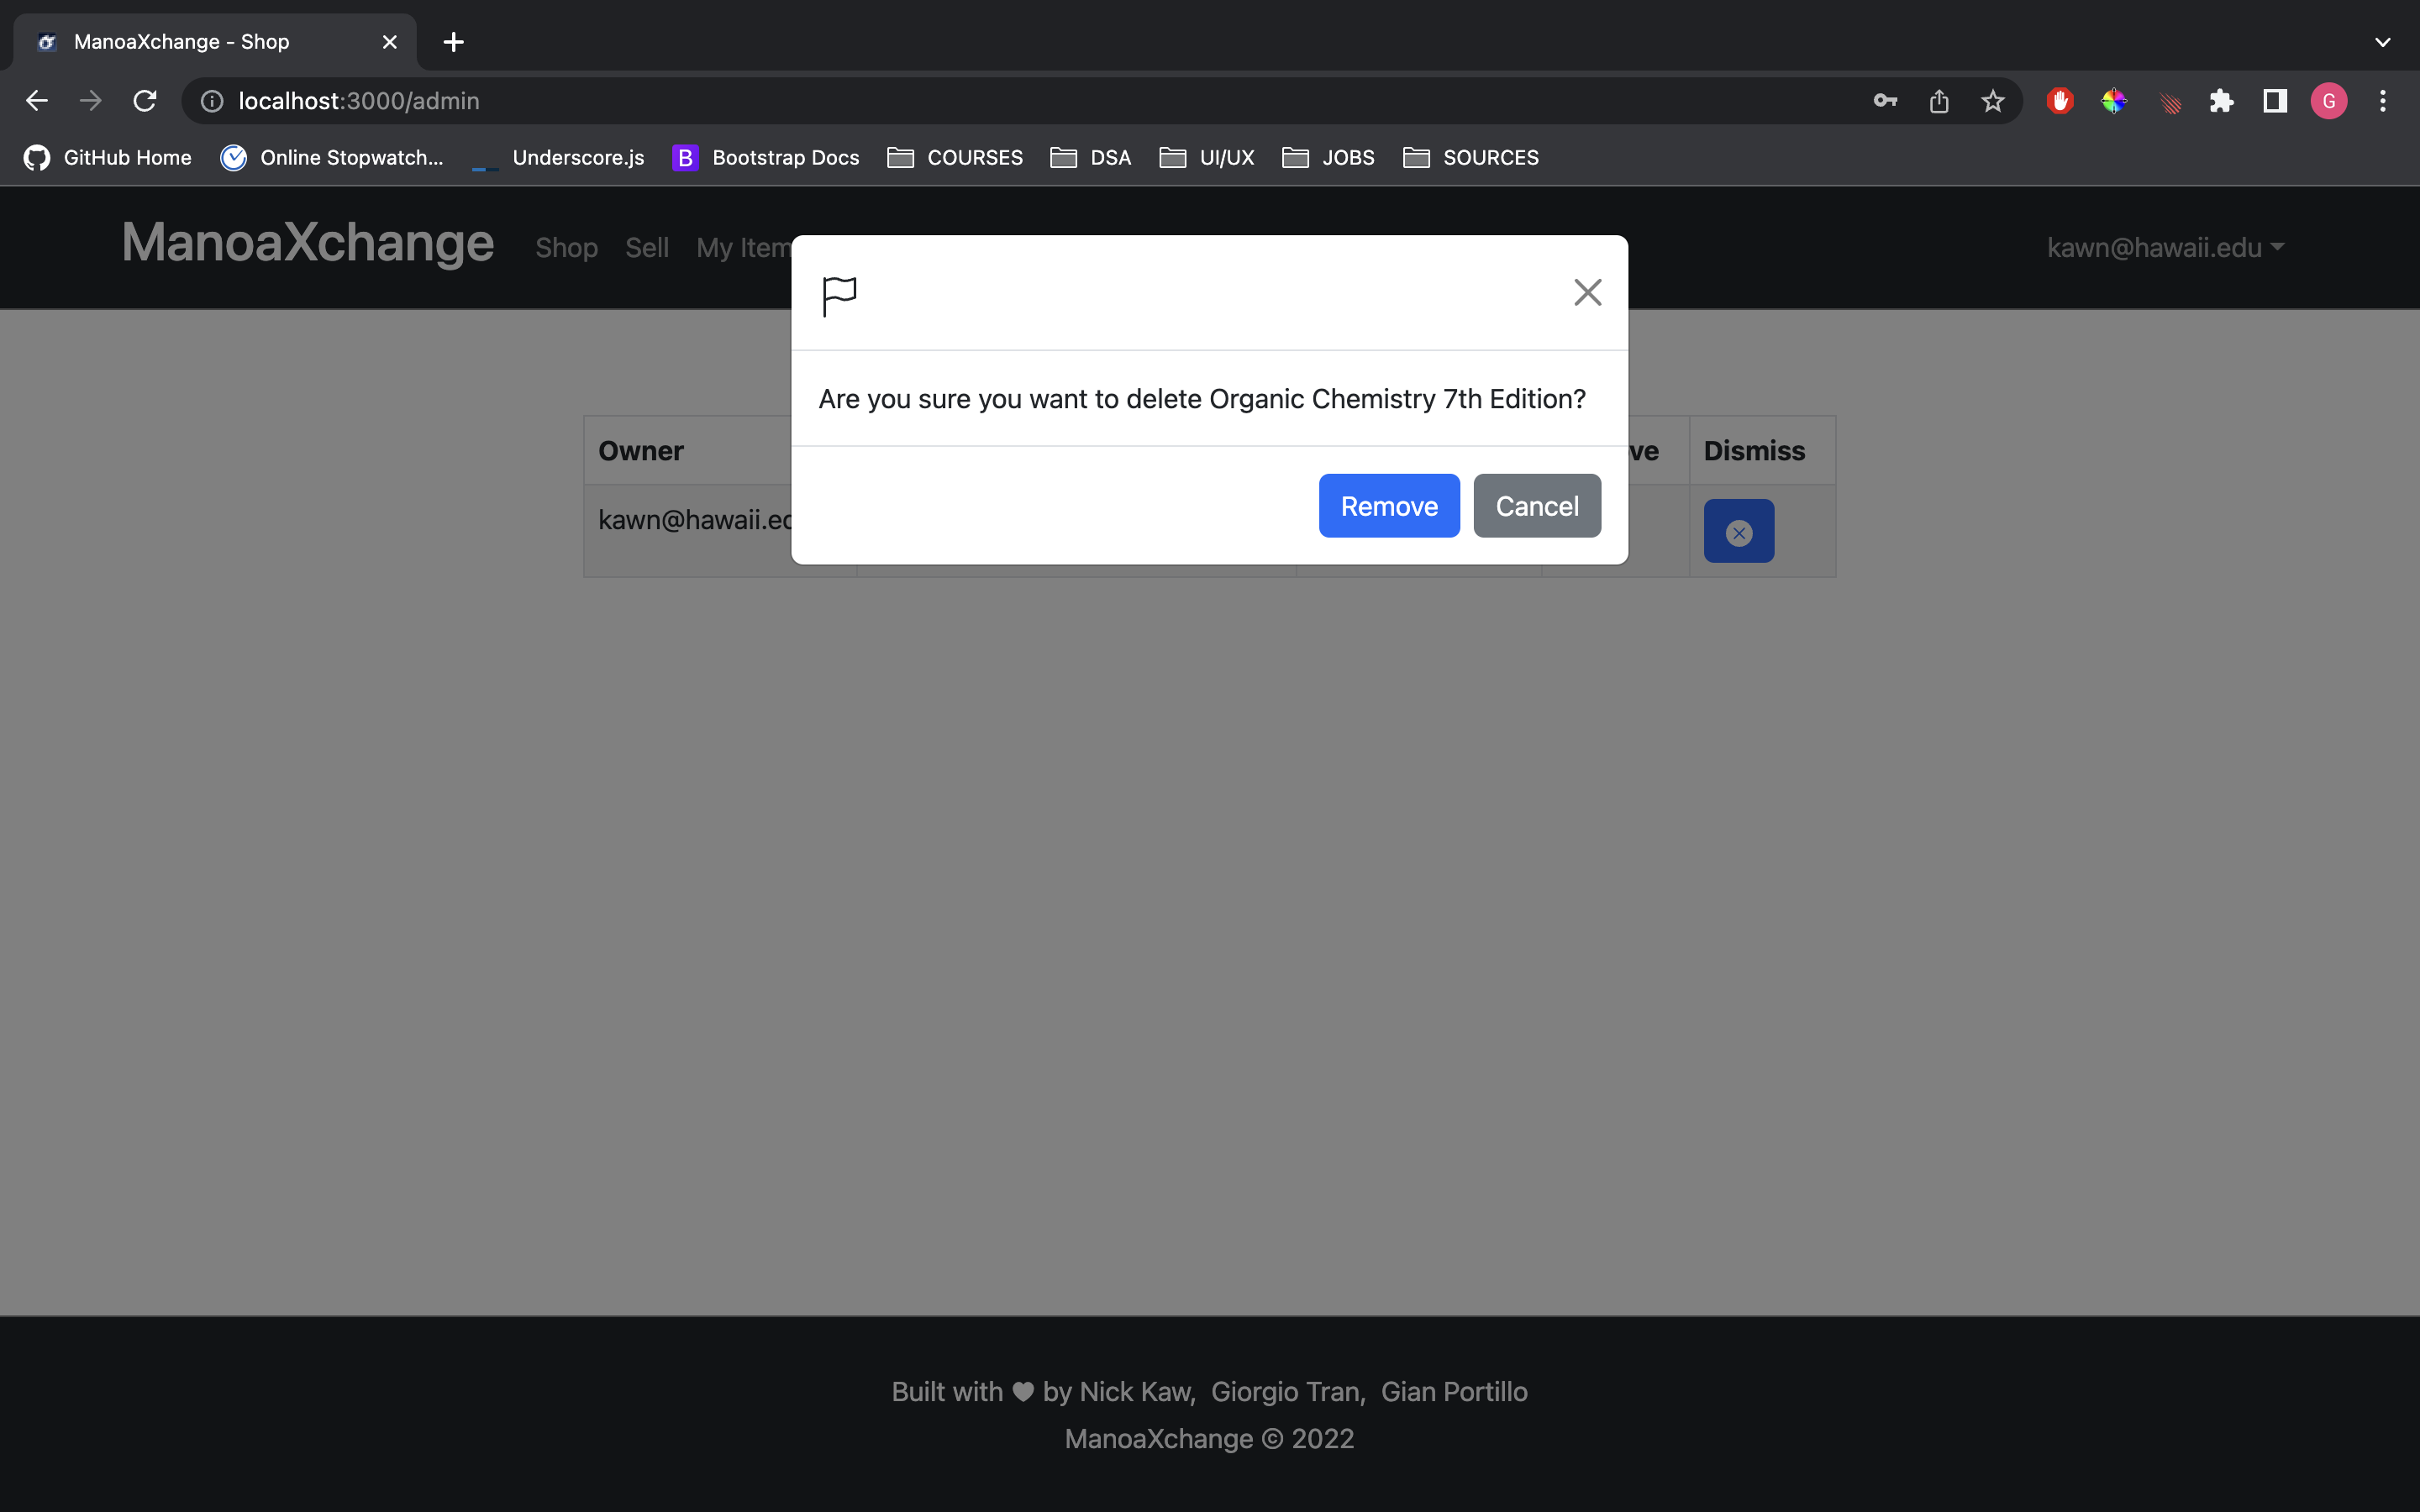 ManoaXchange - Shop
localhost:3000/admin
G
GitHub Home
Online Stopwatch...
Underscore.js
B
Bootstrap Docs
COURSES
DSA
UI/UX
JOBS
SOURCES
ManoaXchange
Shop
Sell
My Item
kawn@hawaii.edu
Are you sure you want to delete Organic Chemistry 7th Edition?
Remove
Cancel
Owner
ve
Dismiss
kawn@hawaii.ed
Built with by Nick Kaw, Giorgio Tran, Gian Portillo
ManoaXchange © 2022